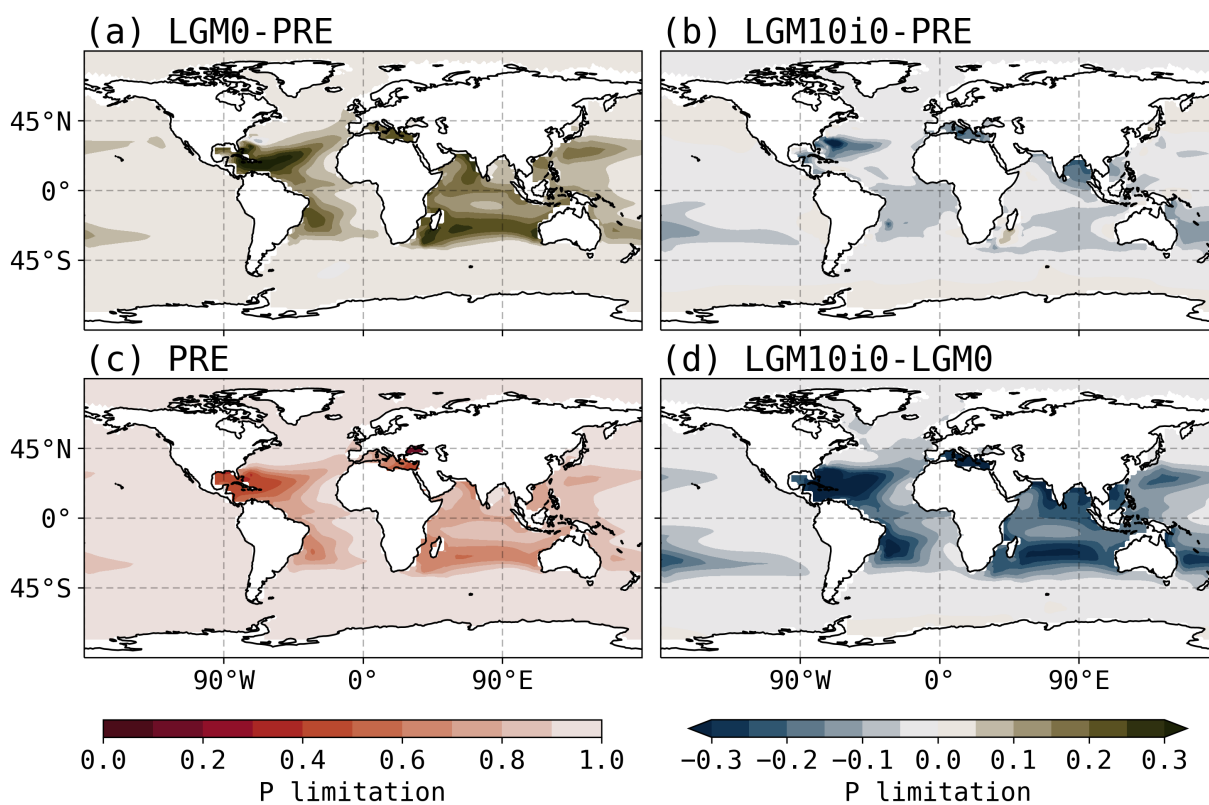 (a) LGM0-PRE
(b) LGM10i0-PRE
45°N
0°
45°S
(c) PRE
(d) LGM10i0-LGM0
45°N
0°
45°S
90°W 0° 90°E
90°W 0° 90°E
0.0 0.2 0.4 0.6 0.8 1.0
P limitation
−0.3 −0.2 −0.1 0.0 0.1 0.2 0.3
P limitation